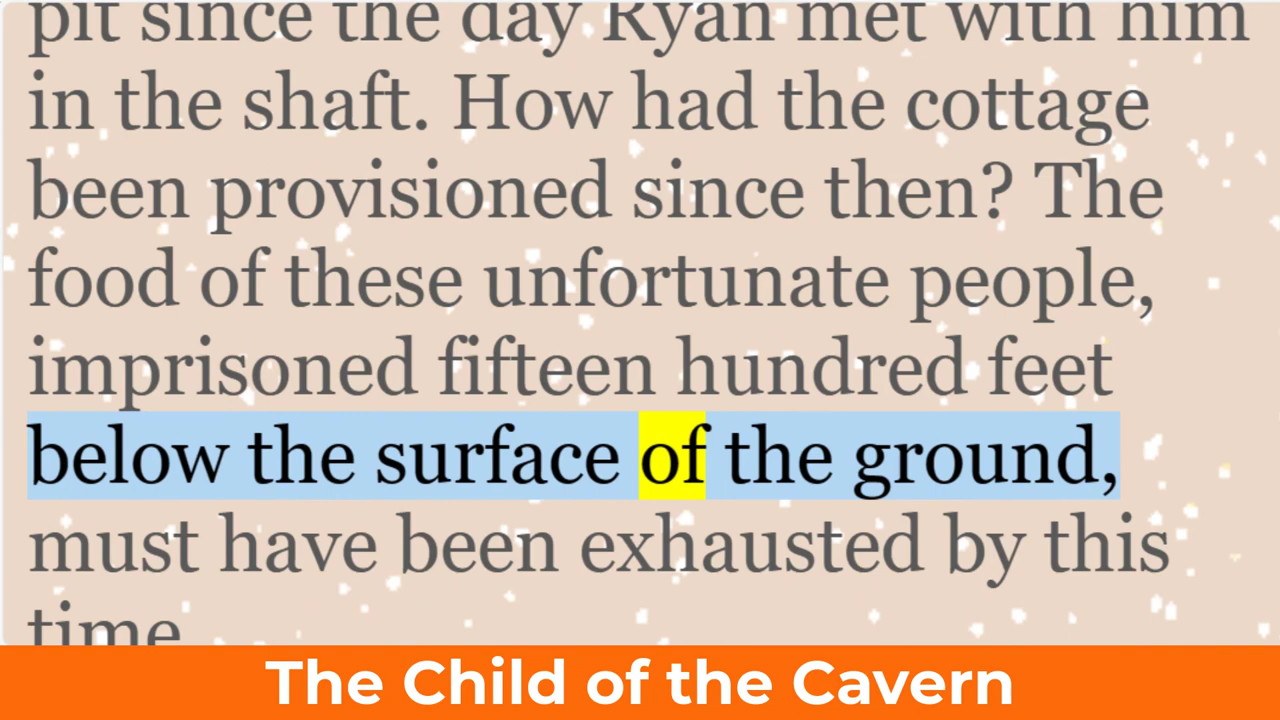 pit since the day Ryan met with him
in the shaft. How had the cottage
been provisioned since then? The
food of these unfortunate people,
imprisoned fifteen hundred feet
below the surface of the ground,
must have been exhausted by this
time
The Child of the Cavern